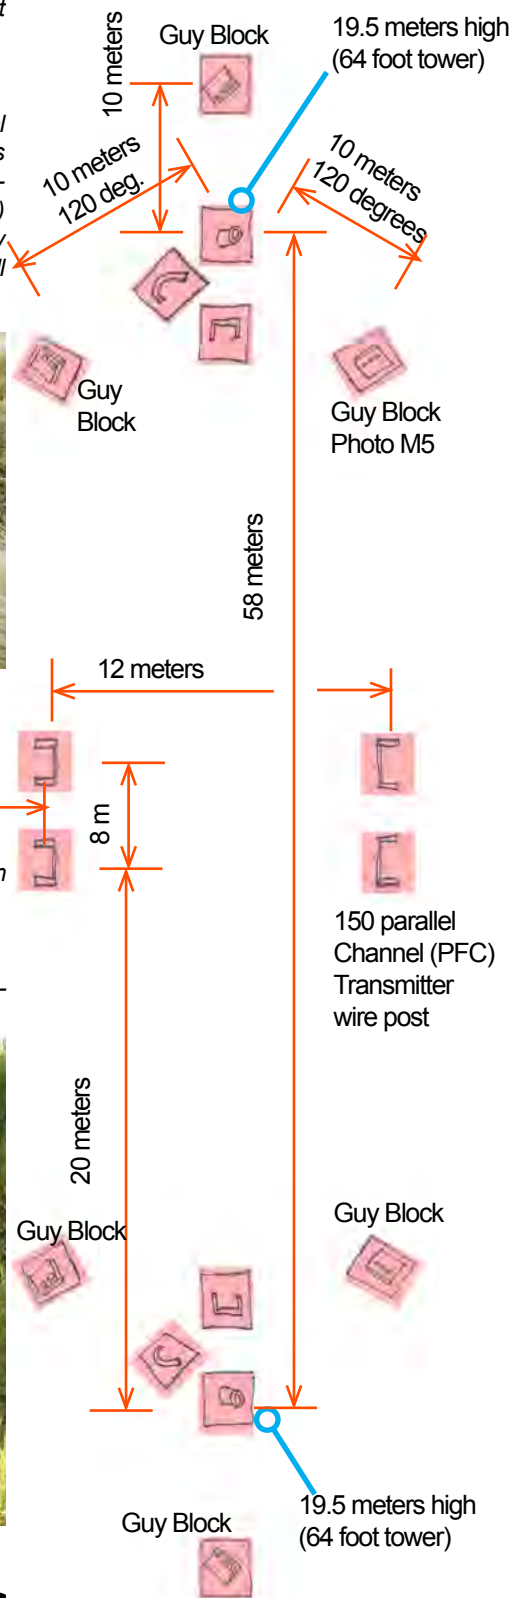 t
Guy Block
19.5 meters high
(64 foot tower)
10 meters
el
s
-
)
y
ll
10 meters
120 deg.
10 meters
120 degrees
Guy
Block
Guy Block
Photo M5
58 meters
12 meters
8 m
n
150 parallel
Channel (PFC)
Transmitter
wire post
-
20 meters
Guy Block
Guy Block
19.5 meters high
(64 foot tower)
Guy Block